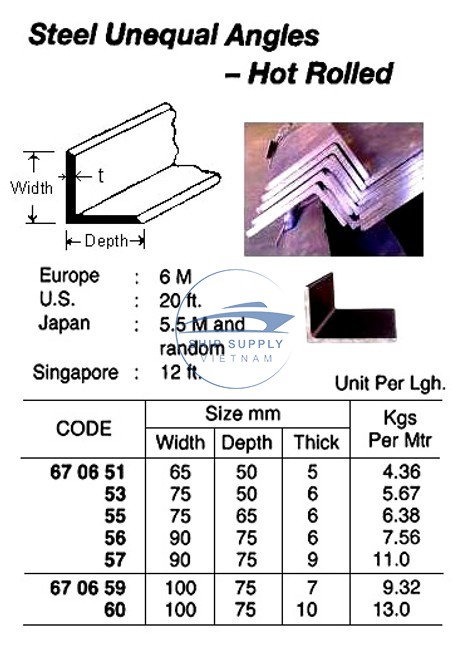 Steel Unequal Angles
– Hot Rolled
Width
t
Depth
Europe : 6 M
U.S. : 20 ft.
Japan : 5.5 M and
random
Singapore : 12 ft.
SHIP SUPPLY
VIETNAM
Unit Per Lgh.
CODE Size mm Kgs Per Mtr
Width Depth Thick
67 06 51 65 50 5 4.36
53 75 50 6 5.67
55 75 65 6 6.38
56 90 75 6 7.56
57 90 75 9 11.0
67 06 59 100 75 7 9.32
60 100 75 10 13.0